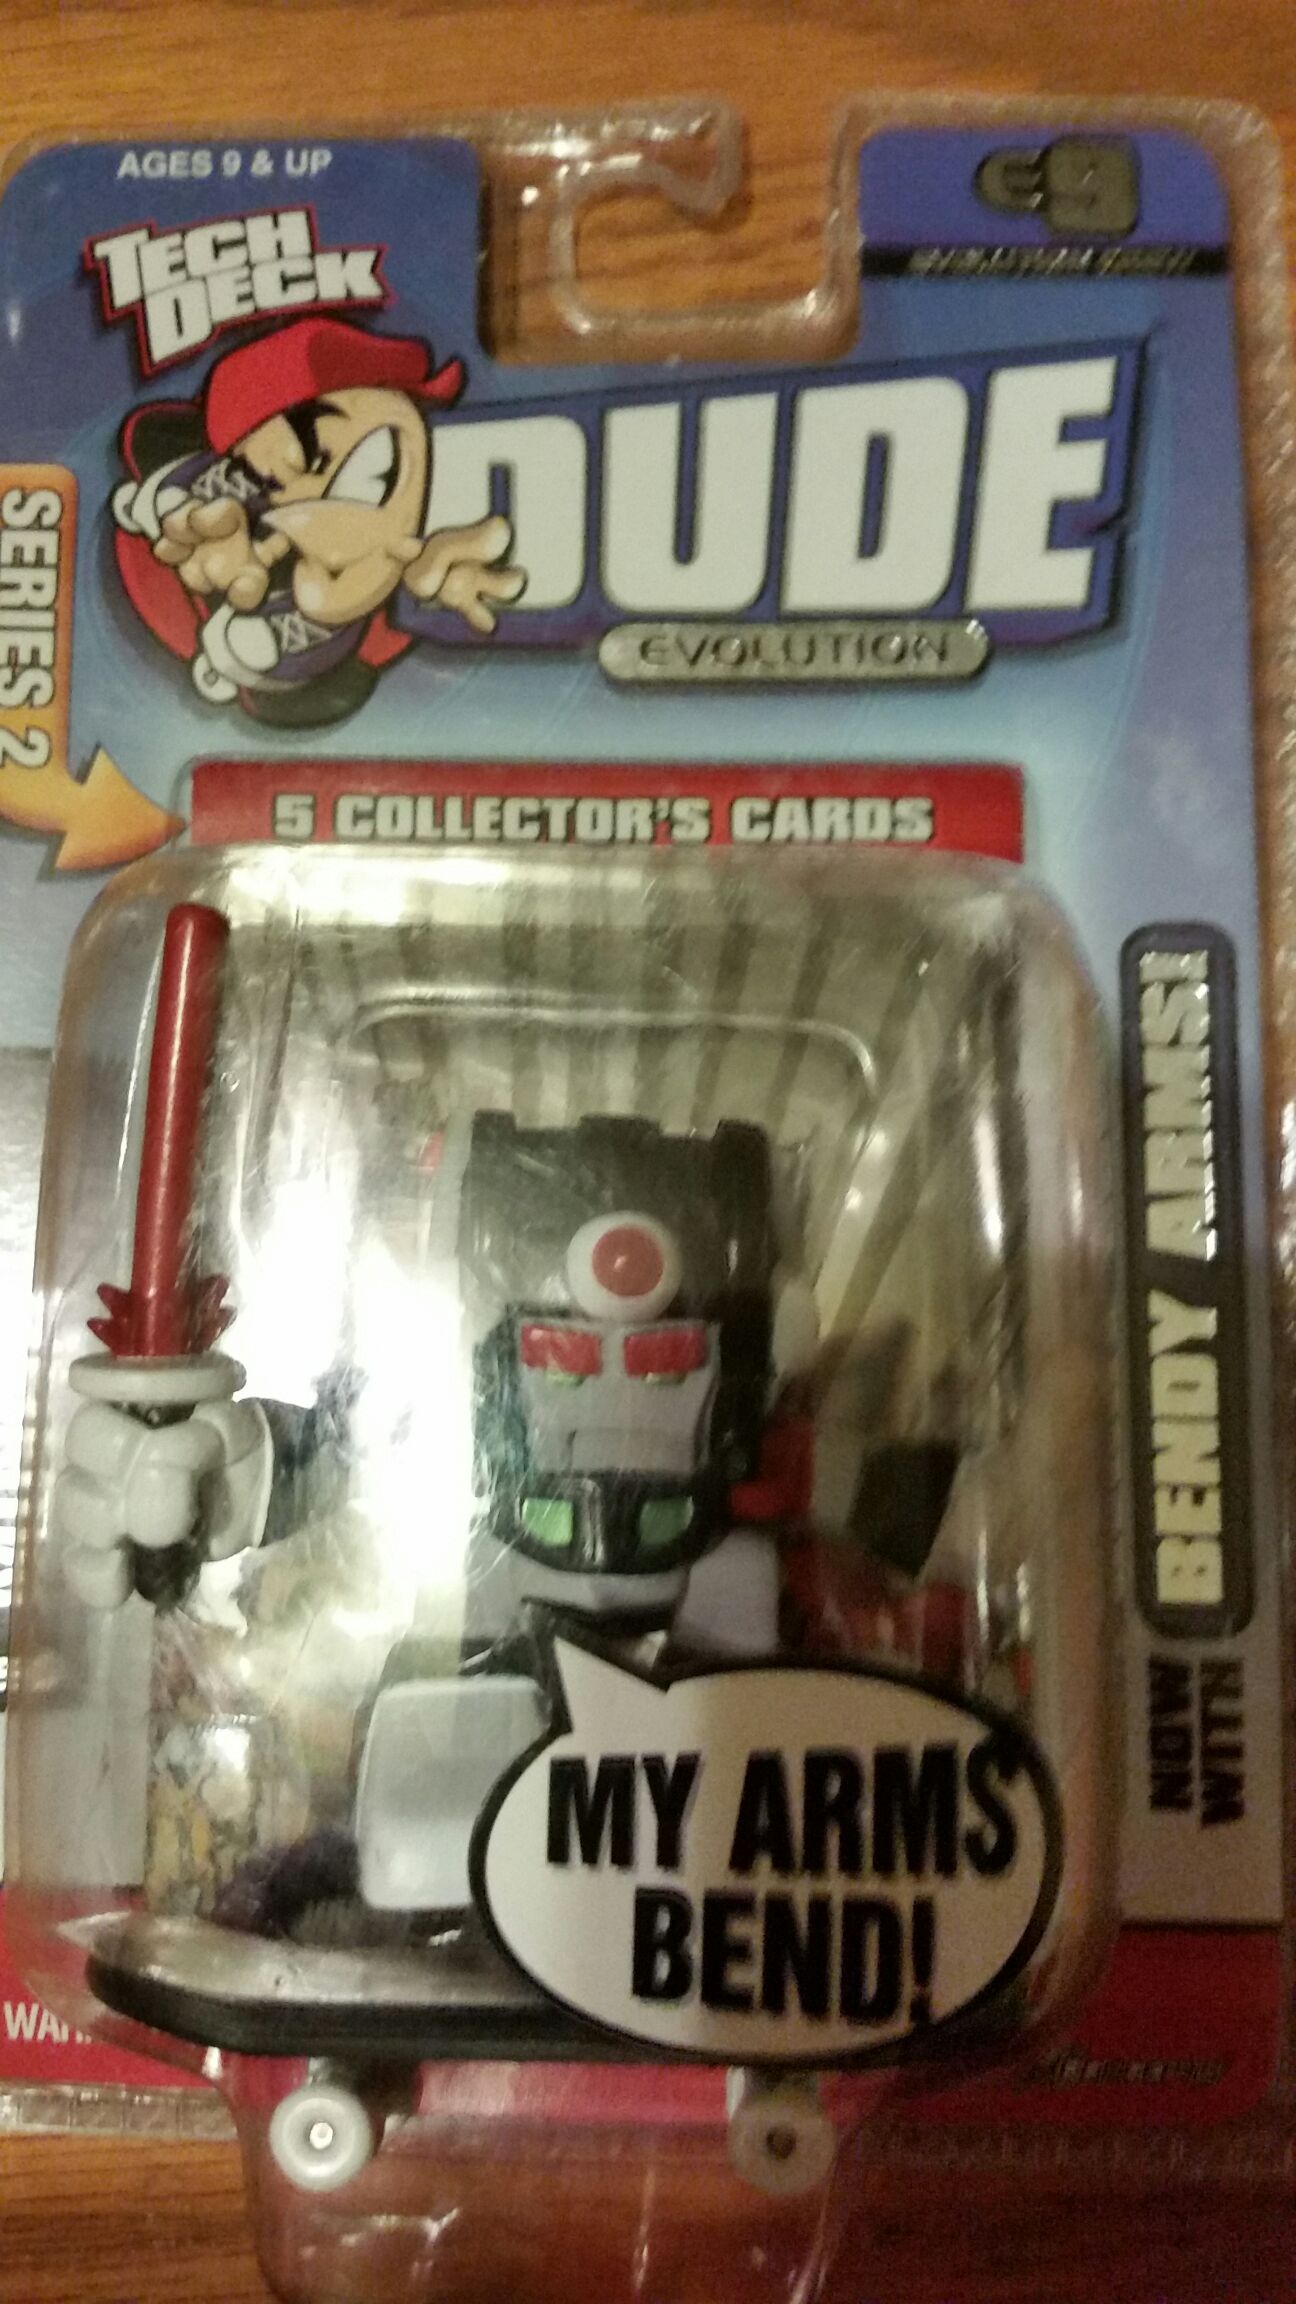 AGES 9 & UP
TECH
DECK
DUDE
EVOLUTION
SERIES 2
5 COLLECTOR'S CARDS
NOW
WITH
BENDY ARMS!
MY ARMS
BEND!